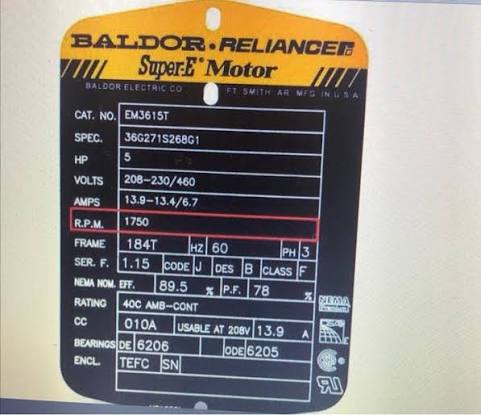 BALDOR • RELIANCER
Super-E® Motor
BALDOR ELECTRIC CO FT. SMITH AR MFG IN U.S.A.
CAT. NO. EM3615T
SPEC. 36G271S268G1
HP 5
VOLTS 208-230/460
AMPS 13.9-13.4/6.7
R.P.M. 1750
FRAME 184T HZ 60 PH 3
SER. F. 1.15 CODE J DES B CLASS F
NEMA NOM. EFF. 89.5 % P.F. 78 %
RATING 40C AMB-CONT
CC 010A USABLE AT 208V 13.9 A
BEARINGS DE 6206 ODE 6205
ENCL. TEFC SN
NEMA